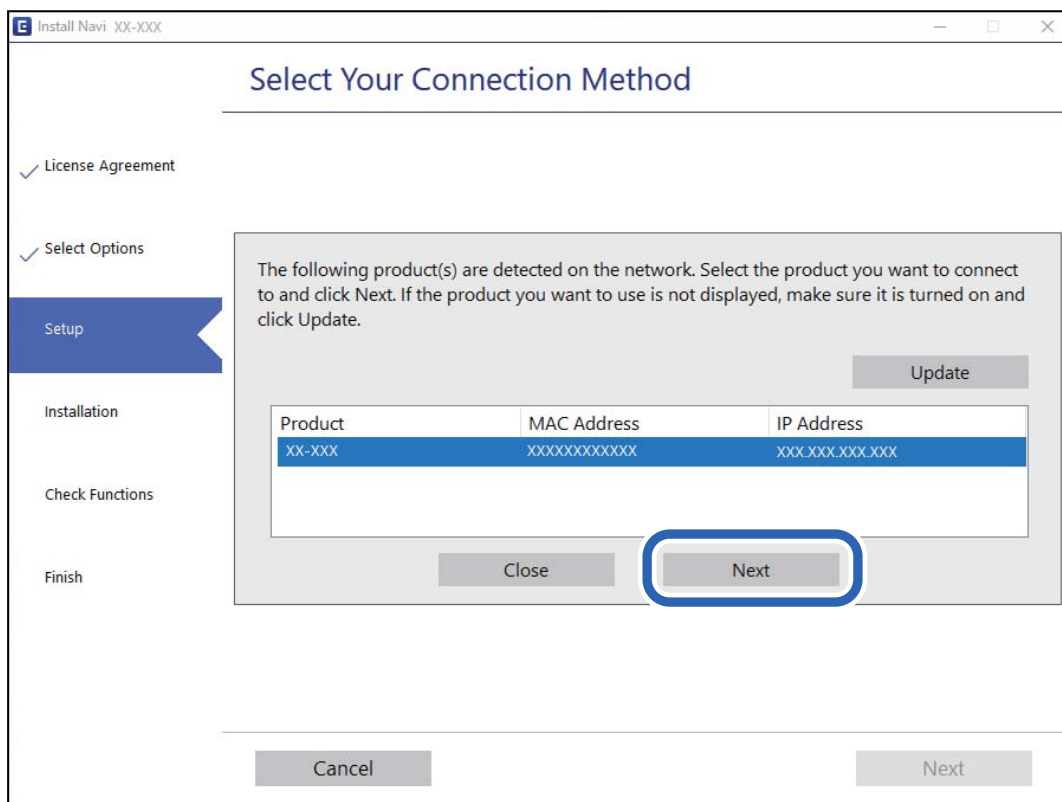 E Install Navi XX-XXX
Select Your Connection Method
License Agreement
Select Options
Setup
Installation
Check Functions
Finish
The following product(s) are detected on the network. Select the product you want to connect
to and click Next. If the product you want to use is not displayed, make sure it is turned on and
click Update.
Update
Product MAC Address IP Address
XX-XXX XXXXXXXXXXXX XXX.XXX.XXX.XXX
Close Next
Cancel Next